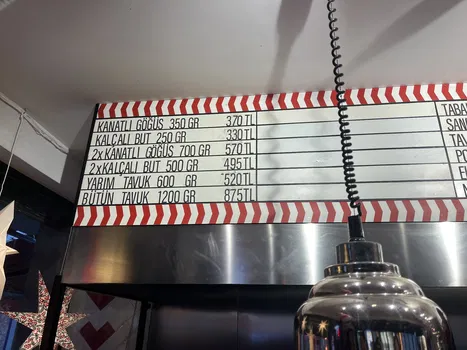 KANATLI GÖĞÜS 350 GR 370 TL
KALÇALI BUT 250 GR 330 TL
2x KANATLI GÖĞÜS 700 GR 570 TL
2x KALÇALI BUT 500 GR 495 TL
YARIM TAVUK 600 GR 520 TL
BÜTÜN TAVUK 1200 GR 875 TL